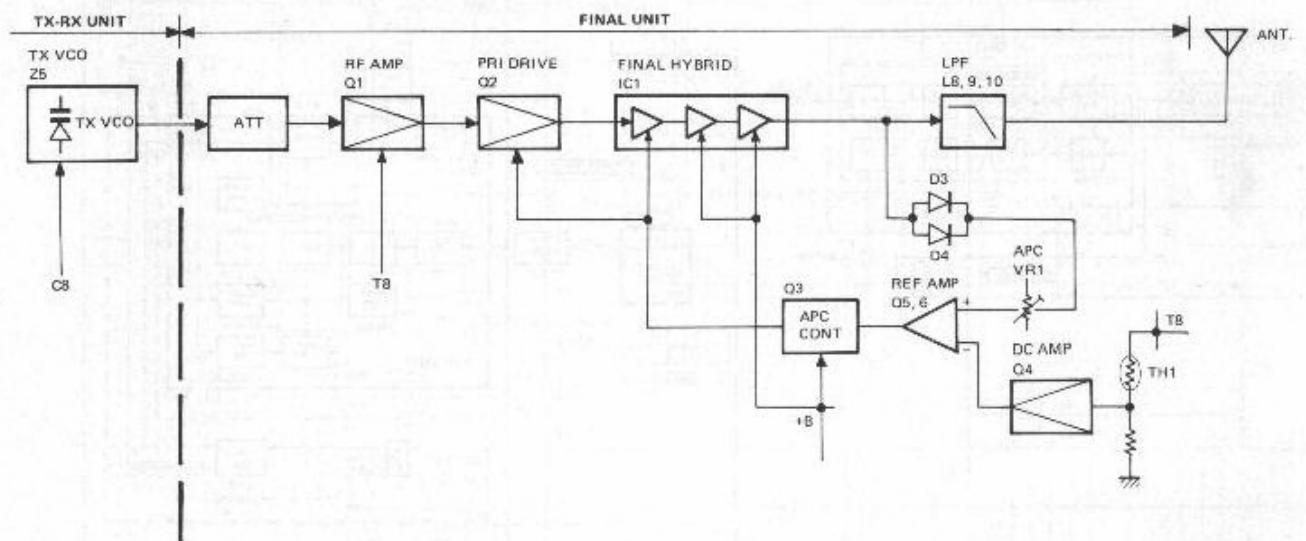 TX-RX UNIT
FINAL UNIT
TX VCO
Z5
TX VCO
ATT
RF AMP
Q1
PRI DRIVE
Q2
FINAL HYBRID
IC1
LPF
L8, 9, 10
ANT.
D3
D4
APC
VR1
C8
T8
Q3
APC
CONT
REF AMP
Q5, 6
+
−
DC AMP
Q4
T8
TH1
+B